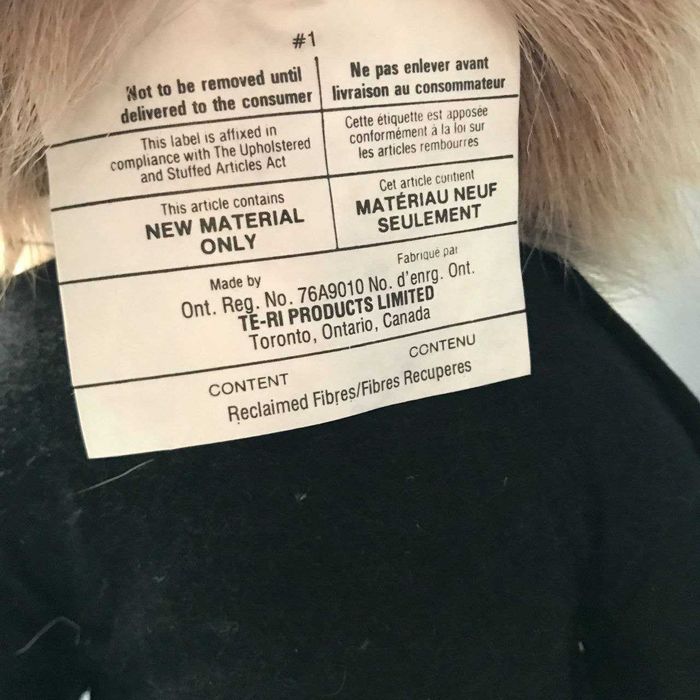 #1
Not to be removed until
delivered to the consumer
Ne pas enlever avant
livraison au consommateur
This label is affixed in
compliance with The Upholstered
and Stuffed Articles Act
Cette étiquette est apposée
conformément à la loi sur
les articles rembourres
This article contains
NEW MATERIAL
ONLY
Cet article contient
MATÉRIAU NEUF
SEULEMENT
Made by
Fabriqué par
Ont. Reg. No. 76A9010 No. d'enrg. Ont.
TE-RI PRODUCTS LIMITED
Toronto, Ontario, Canada
CONTENT
CONTENU
Reclaimed Fibres/Fibres Recuperes